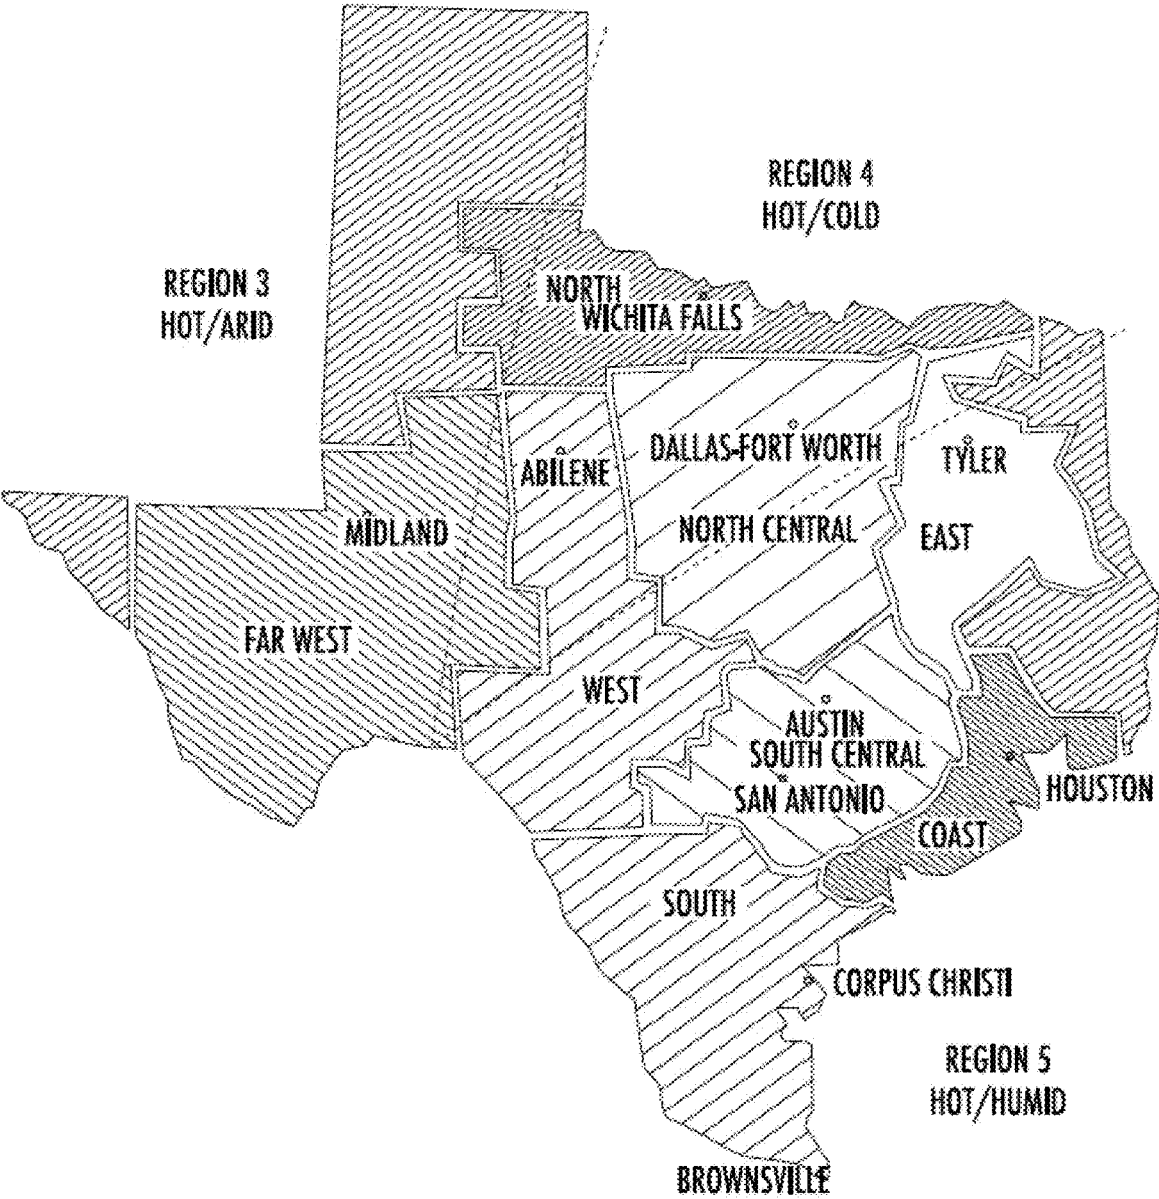 REGION 4
HOT/COLD
REGION 3
HOT/ARID
NORTH
WICHITA FALLS
DALLAS-FORT WORTH
ABILENE
TYLER
MIDLAND
NORTH CENTRAL
EAST
FAR WEST
WEST
AUSTIN
SOUTH CENTRAL
SAN ANTONIO
HOUSTON
COAST
SOUTH
CORPUS CHRISTI
REGION 5
HOT/HUMID
BROWNSVILLE